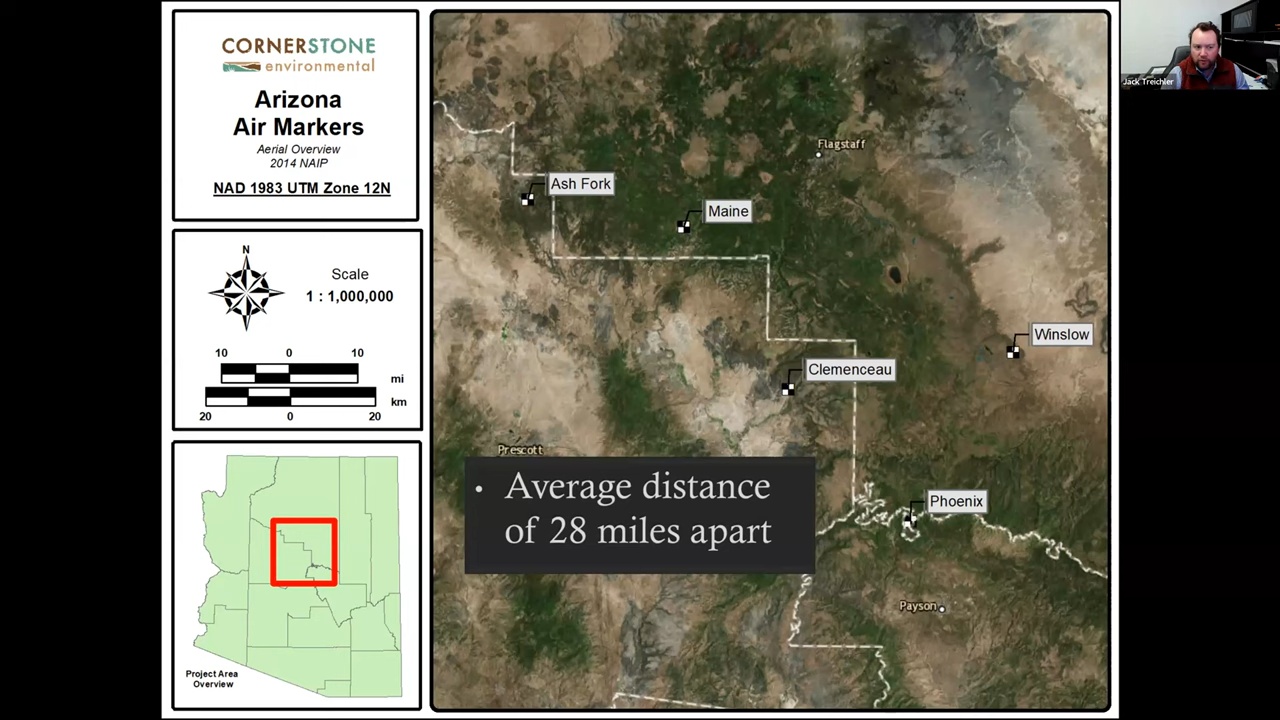 CORNERSTONE
environmental
Arizona
Air Markers
Aerial Overview
2014 NAIP
NAD 1983 UTM Zone 12N
N
Scale
1 : 1,000,000
10 0 10
mi
km
20 0 20
Project Area
Overview
Flagstaff
Ash Fork
Maine
Winslow
Clemenceau
Prescott
• Average distance
of 28 miles apart
Phoenix
Payson
Jack Treichler